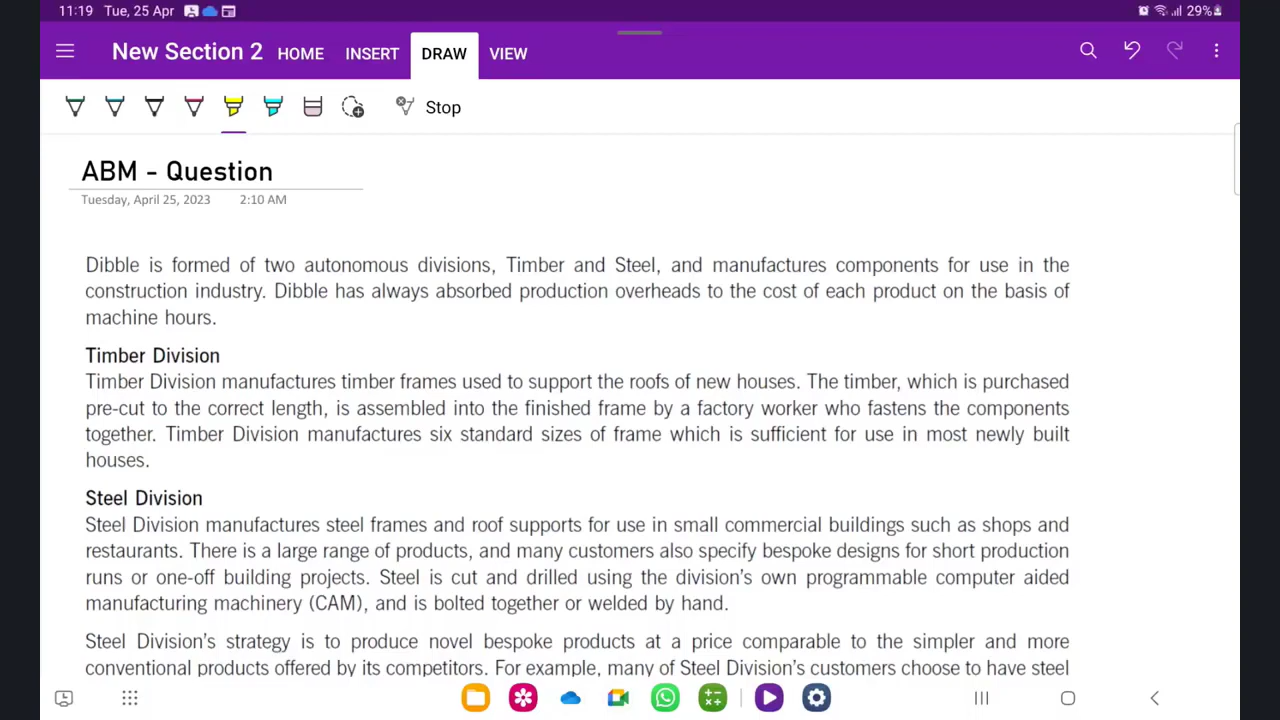 11:19 Tue, 25 Apr
29%
New Section 2 HOME INSERT DRAW VIEW
Stop
ABM - Question
Tuesday, April 25, 2023 2:10 AM
Dibble is formed of two autonomous divisions, Timber and Steel, and manufactures components for use in the
construction industry. Dibble has always absorbed production overheads to the cost of each product on the basis of
machine hours.
Timber Division
Timber Division manufactures timber frames used to support the roofs of new houses. The timber, which is purchased
pre-cut to the correct length, is assembled into the finished frame by a factory worker who fastens the components
together. Timber Division manufactures six standard sizes of frame which is sufficient for use in most newly built
houses.
Steel Division
Steel Division manufactures steel frames and roof supports for use in small commercial buildings such as shops and
restaurants. There is a large range of products, and many customers also specify bespoke designs for short production
runs or one-off building projects. Steel is cut and drilled using the division's own programmable computer aided
manufacturing machinery (CAM), and is bolted together or welded by hand.
Steel Division's strategy is to produce novel bespoke products at a price comparable to the simpler and more
conventional products offered by its competitors. For example, many of Steel Division's customers choose to have steel